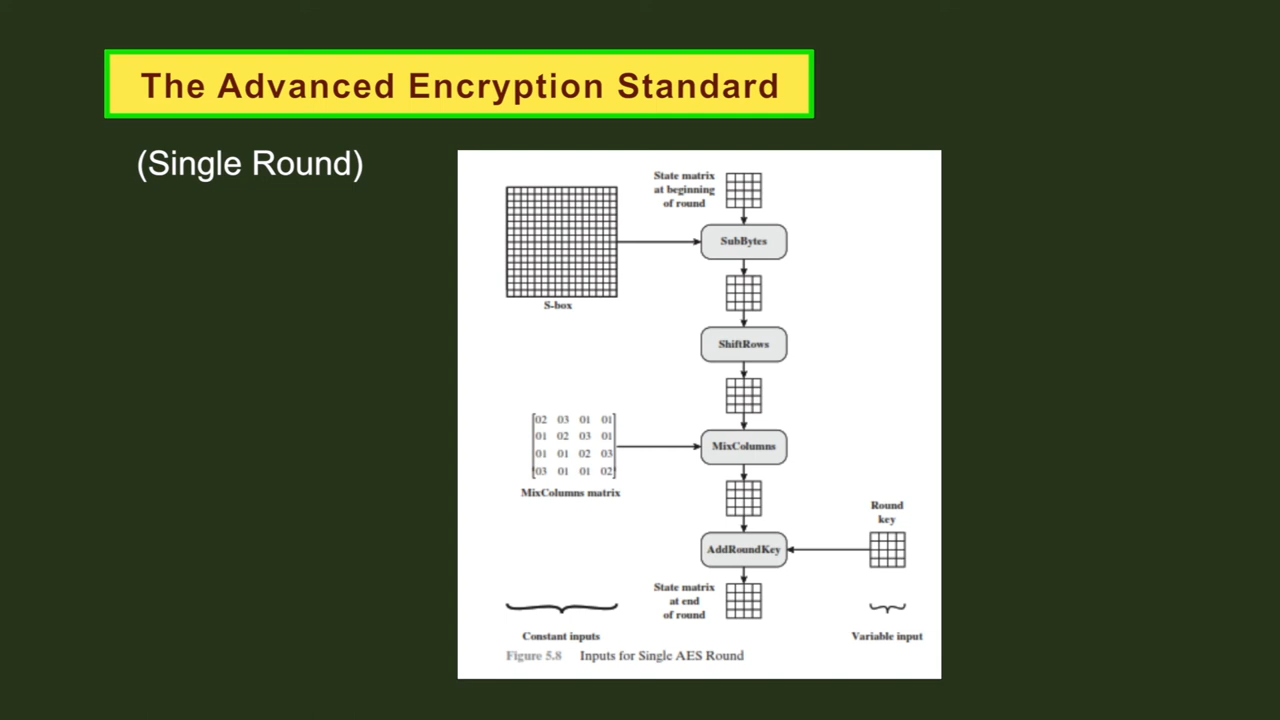 The Advanced Encryption Standard
(Single Round)
State matrix
at beginning
of round
SubBytes
S-box
ShiftRows
02 03 01 01
01 02 03 01
01 01 02 03
03 01 01 02
MixColumns
MixColumns matrix
Round
key
AddRoundKey
State matrix
at end
of round
Constant inputs
Variable input
Figure 5.8 Inputs for Single AES Round